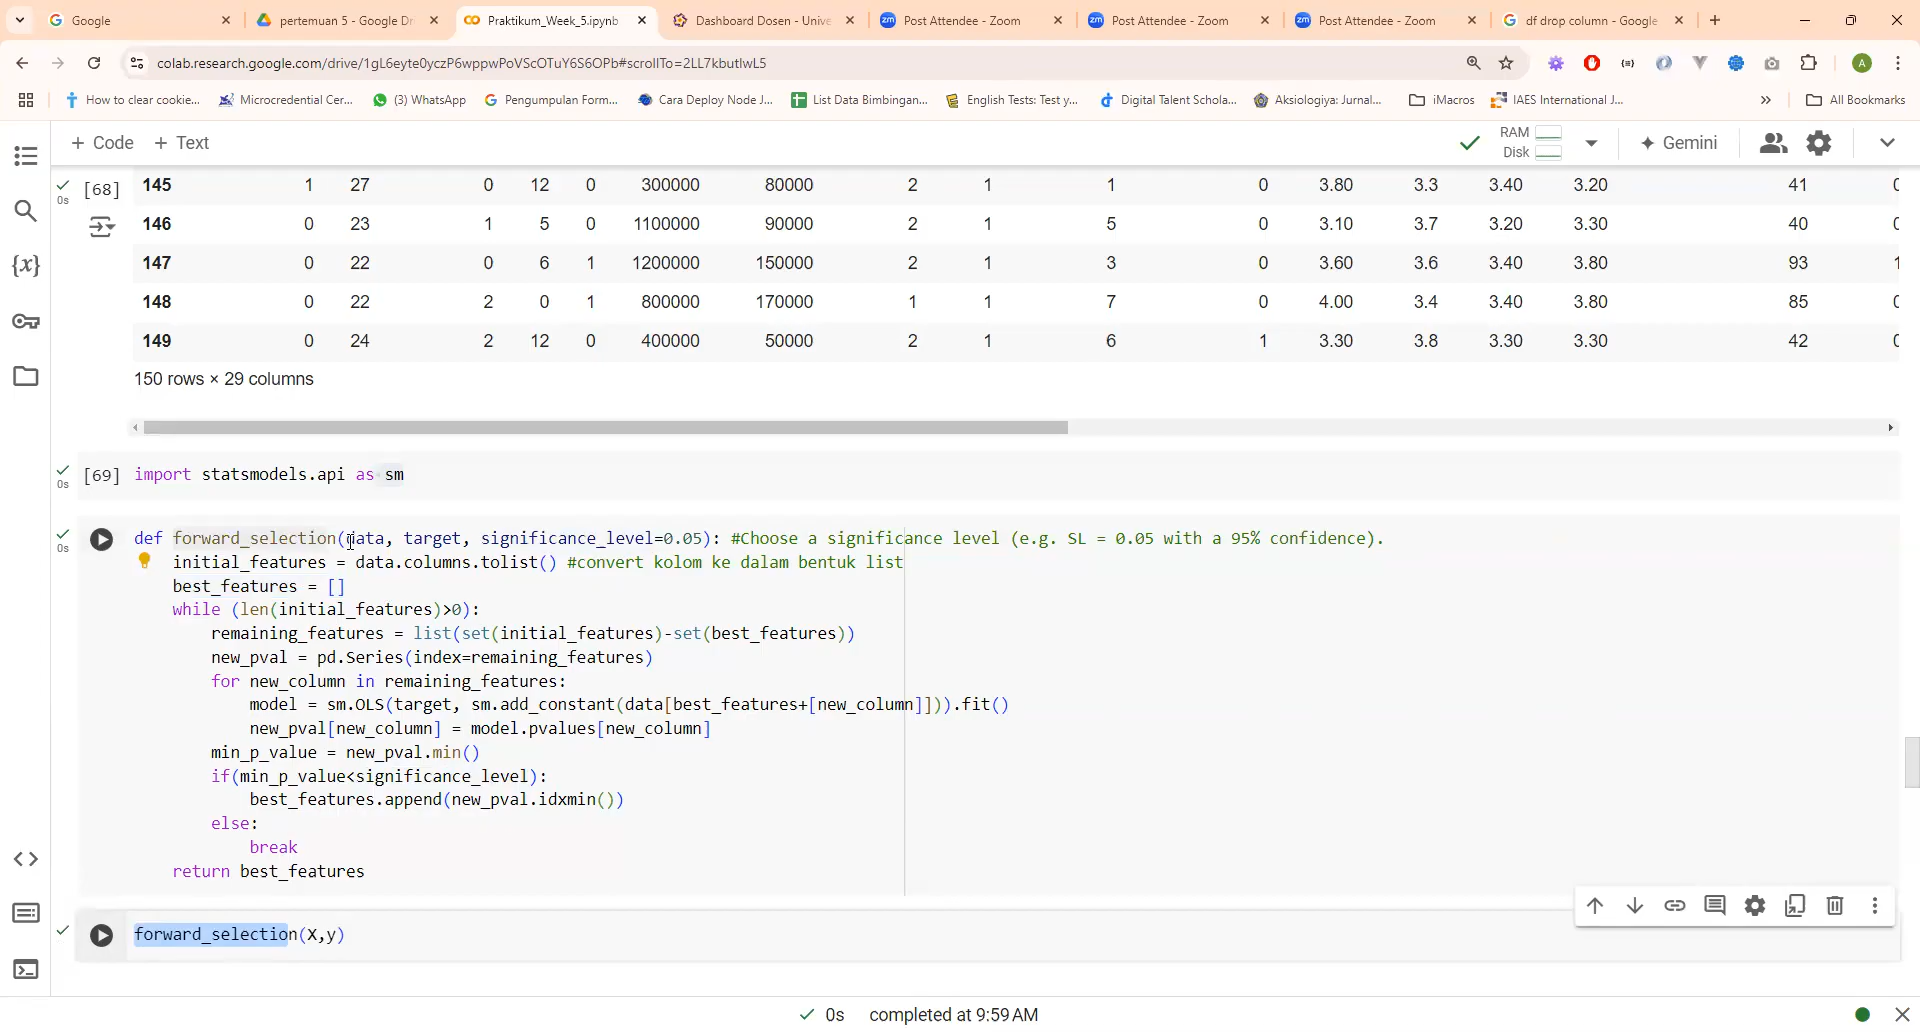 Google
pertemuan 5 - Google Dr
Praktikum_Week_5.ipynb
Dashboard Dosen - Unive
Post Attendee - Zoom
Post Attendee - Zoom
Post Attendee - Zoom
df drop column - Google
colab.research.google.com/drive/1gL6eyte0yczP6wppwPoVScOTuY6S6OPb#scrollTo=2LL7kbutlwL5
How to clear cookie...
Microcredential Cer...
(3) WhatsApp
Pengumpulan Form...
Cara Deploy Node J...
List Data Bimbingan...
English Tests: Test y...
Digital Talent Schola...
Aksiologiya: Jurnal...
iMacros
IAES International J...
All Bookmarks
+ Code + Text
RAM
Disk
Gemini
[68]
0s
145 1 27 0 12 0 300000 80000 2 1 1 0 3.80 3.3 3.40 3.20 41 0
146 0 23 1 5 0 1100000 90000 2 1 5 0 3.10 3.7 3.20 3.30 40 0
147 0 22 0 6 1 1200000 150000 2 1 3 0 3.60 3.6 3.40 3.80 93 1
148 0 22 2 0 1 800000 170000 1 1 7 0 4.00 3.4 3.40 3.80 85 0
149 0 24 2 12 0 400000 50000 2 1 6 1 3.30 3.8 3.30 3.30 42 0
150 rows × 29 columns
[69] import statsmodels.api as sm
0s
def forward_selection(data, target, significance_level=0.05): #Choose a significance level (e.g. SL = 0.05 with a 95% confidence).
0s
initial_features = data.columns.tolist() #convert kolom ke dalam bentuk list
best_features = []
while (len(initial_features)>0):
remaining_features = list(set(initial_features)-set(best_features))
new_pval = pd.Series(index=remaining_features)
for new_column in remaining_features:
model = sm.OLS(target, sm.add_constant(data[best_features+[new_column]])).fit()
new_pval[new_column] = model.pvalues[new_column]
min_p_value = new_pval.min()
if(min_p_value<significance_level):
best_features.append(new_pval.idxmin())
else:
break
return best_features
forward_selection(X,y)
0s completed at 9:59 AM